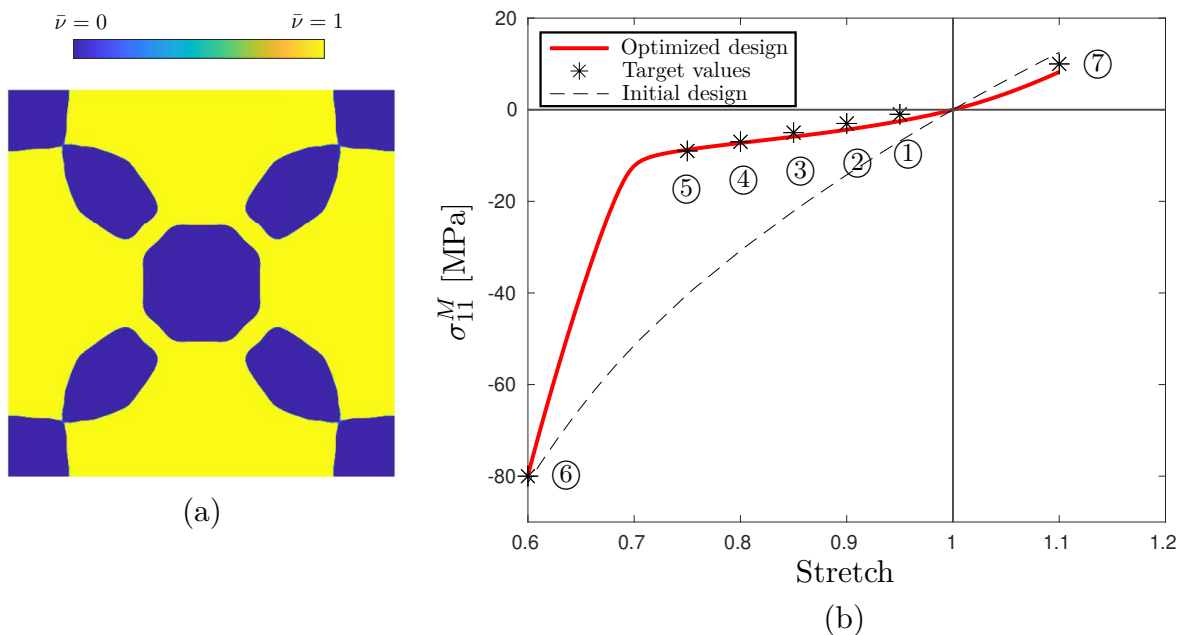 ν̄ = 0
ν̄ = 1
(a)
20
0
-20
-40
-60
-80
σ₁₁ᴹ [MPa]
Optimized design
Target values
Initial design
⑦
①
②
③
④
⑤
⑥
0.6 0.7 0.8 0.9 1 1.1 1.2
Stretch
(b)